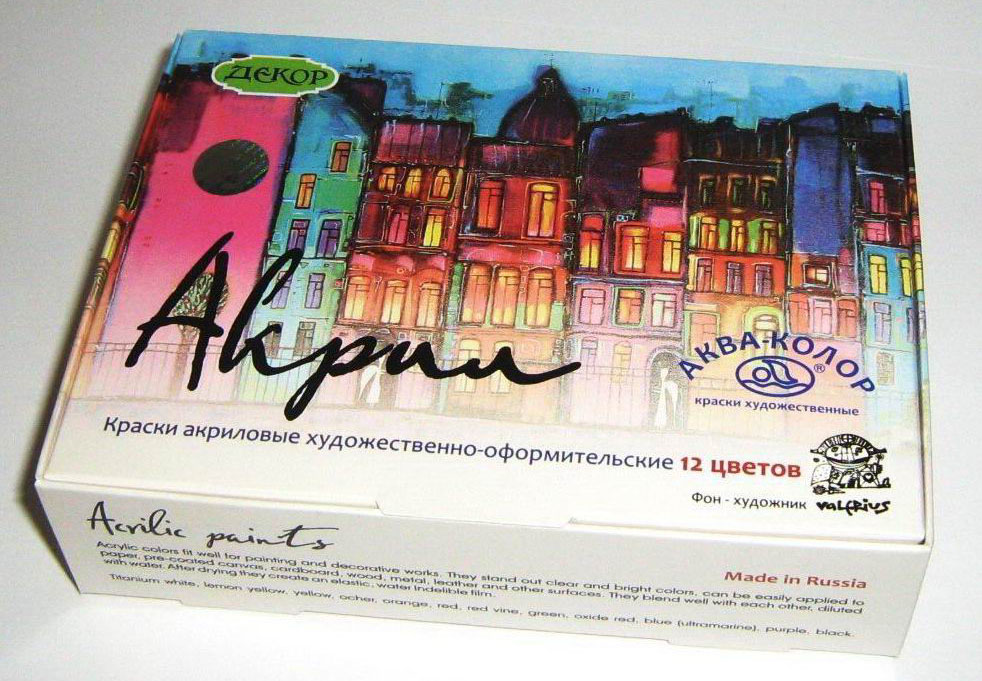 ДЕКОР
Акрил
АКВА-КОЛОР
®
краски художественные
Краски акриловые художественно-оформительские 12 цветов
Фон - художник VALERIUS
Acrilic paints
Acrylic colors fit well for painting and decorative works. They stand out clear and bright colors, can be easily applied to
paper, pre-coated canvas, cardboard, wood, metal, leather and other surfaces. They blend well with each other, diluted
with water. After drying they create an elastic, water indelible film.
Made in Russia
Titanium white, lemon yellow, yellow, ocher, orange, red, red vine, green, oxide red, blue (ultramarine), purple, black.